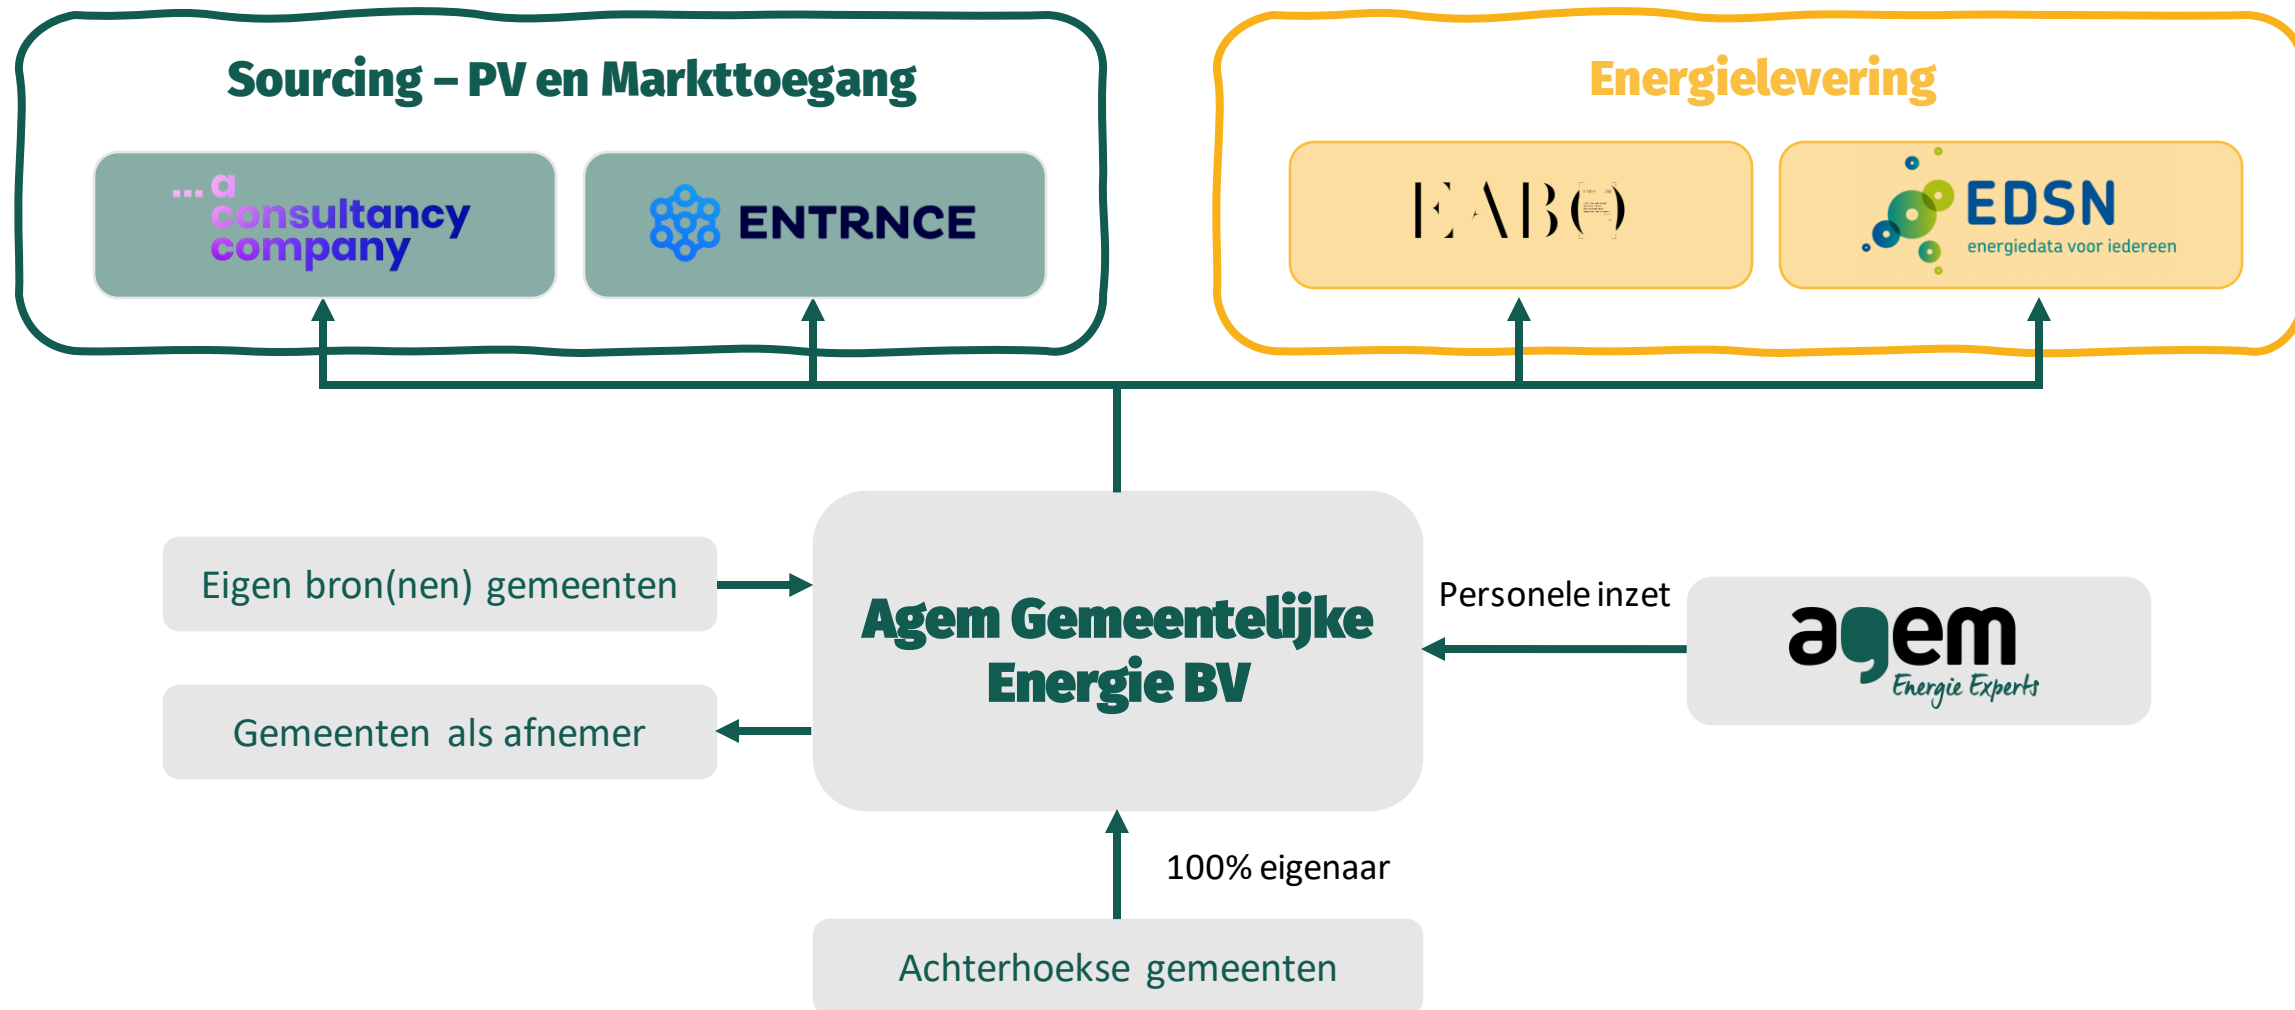 Sourcing – PV en Markttoegang
Energielevering
... a
consultancy
company
ENTRNCE
EABO
EDSN
energiedata voor iedereen
Eigen bron(nen) gemeenten
Gemeenten als afnemer
Agem Gemeentelijke
Energie BV
Personele inzet
agem
Energie Experts
100% eigenaar
Achterhoekse gemeenten